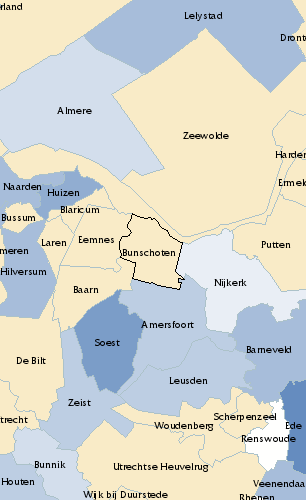 rland
Lelystad
Dront
Almere
Zeewolde
Harder
Ermel
Naarden
Huizen
Blaricum
Bussum
Laren
Eemnes
Bunschoten
Putten
meren
Hilversum
Baarn
Nijkerk
Amersfoort
Soest
Barneveld
De Bilt
Leusden
Zeist
trecht
Scherpenzeel
Woudenberg
Ede
Renswoude
Bunnik
Utrechtse Heuvelrug
Houten
Veenendaal
Wijk bij Duurstede
Rhenen